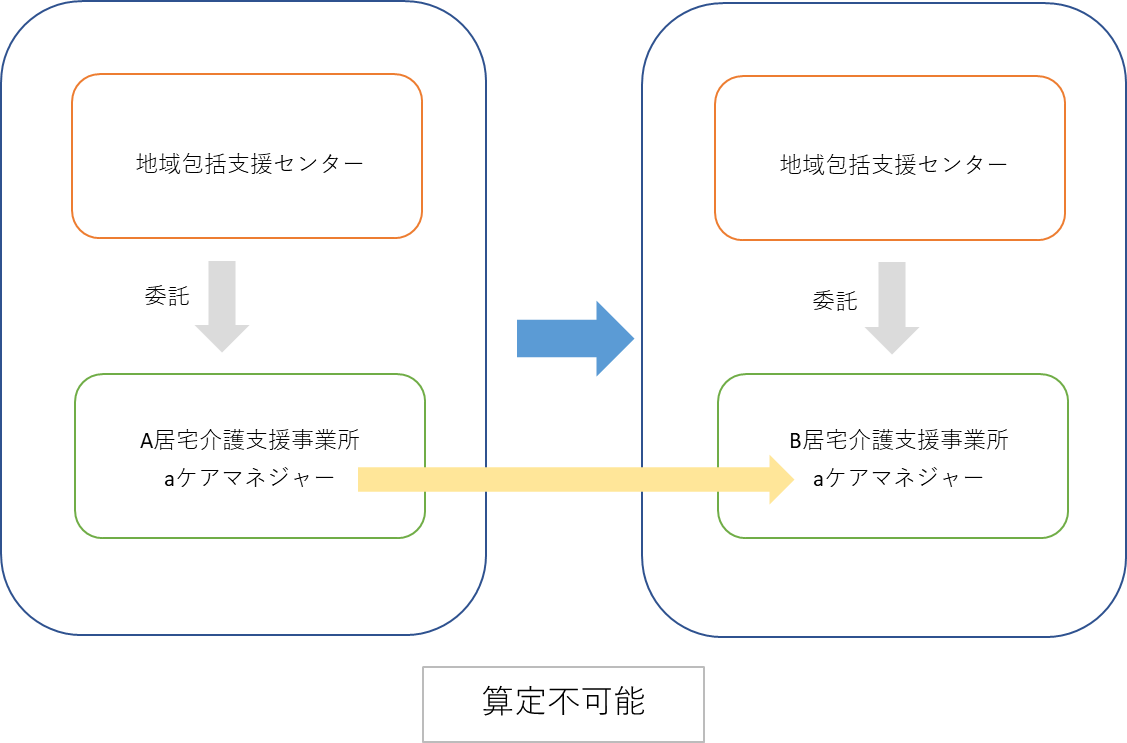 地域包括支援センター
委託
A居宅介護支援事業所
aケアマネジャー
地域包括支援センター
委託
B居宅介護支援事業所
aケアマネジャー
算定不可能